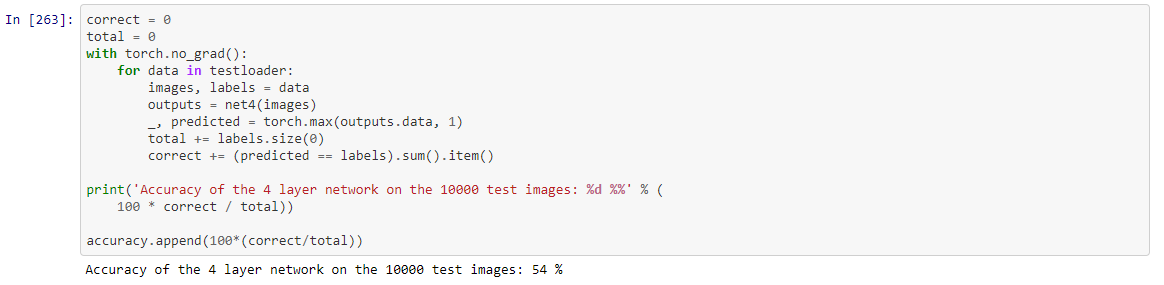 In [263]: correct = 0
total = 0
with torch.no_grad():
    for data in testloader:
        images, labels = data
        outputs = net4(images)
        _, predicted = torch.max(outputs.data, 1)
        total += labels.size(0)
        correct += (predicted == labels).sum().item()
print('Accuracy of the 4 layer network on the 10000 test images: %d %%' % (
    100 * correct / total))
accuracy.append(100*(correct/total))
Accuracy of the 4 layer network on the 10000 test images: 54 %